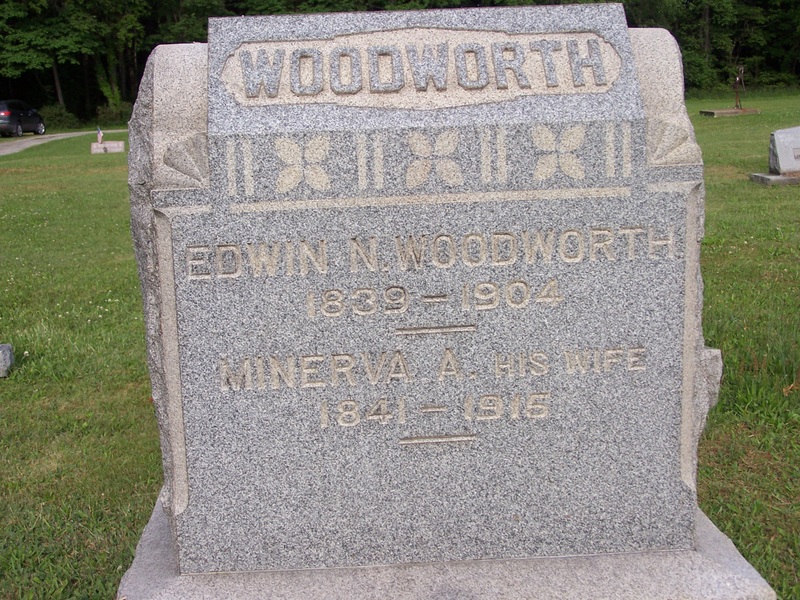 WOODWORTH
EDWIN N. WOODWORTH
1839 – 1904
MINERVA A. HIS WIFE
1841 – 1915